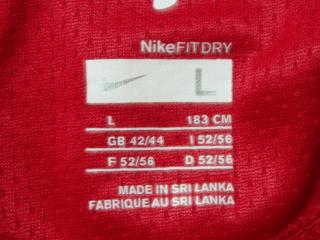 NikeFITDRY
L
L 183 CM
GB 42/44 I 52/56
F 52/56 D 52/56
MADE IN SRI LANKA
FABRIQUE AU SRI LANKA